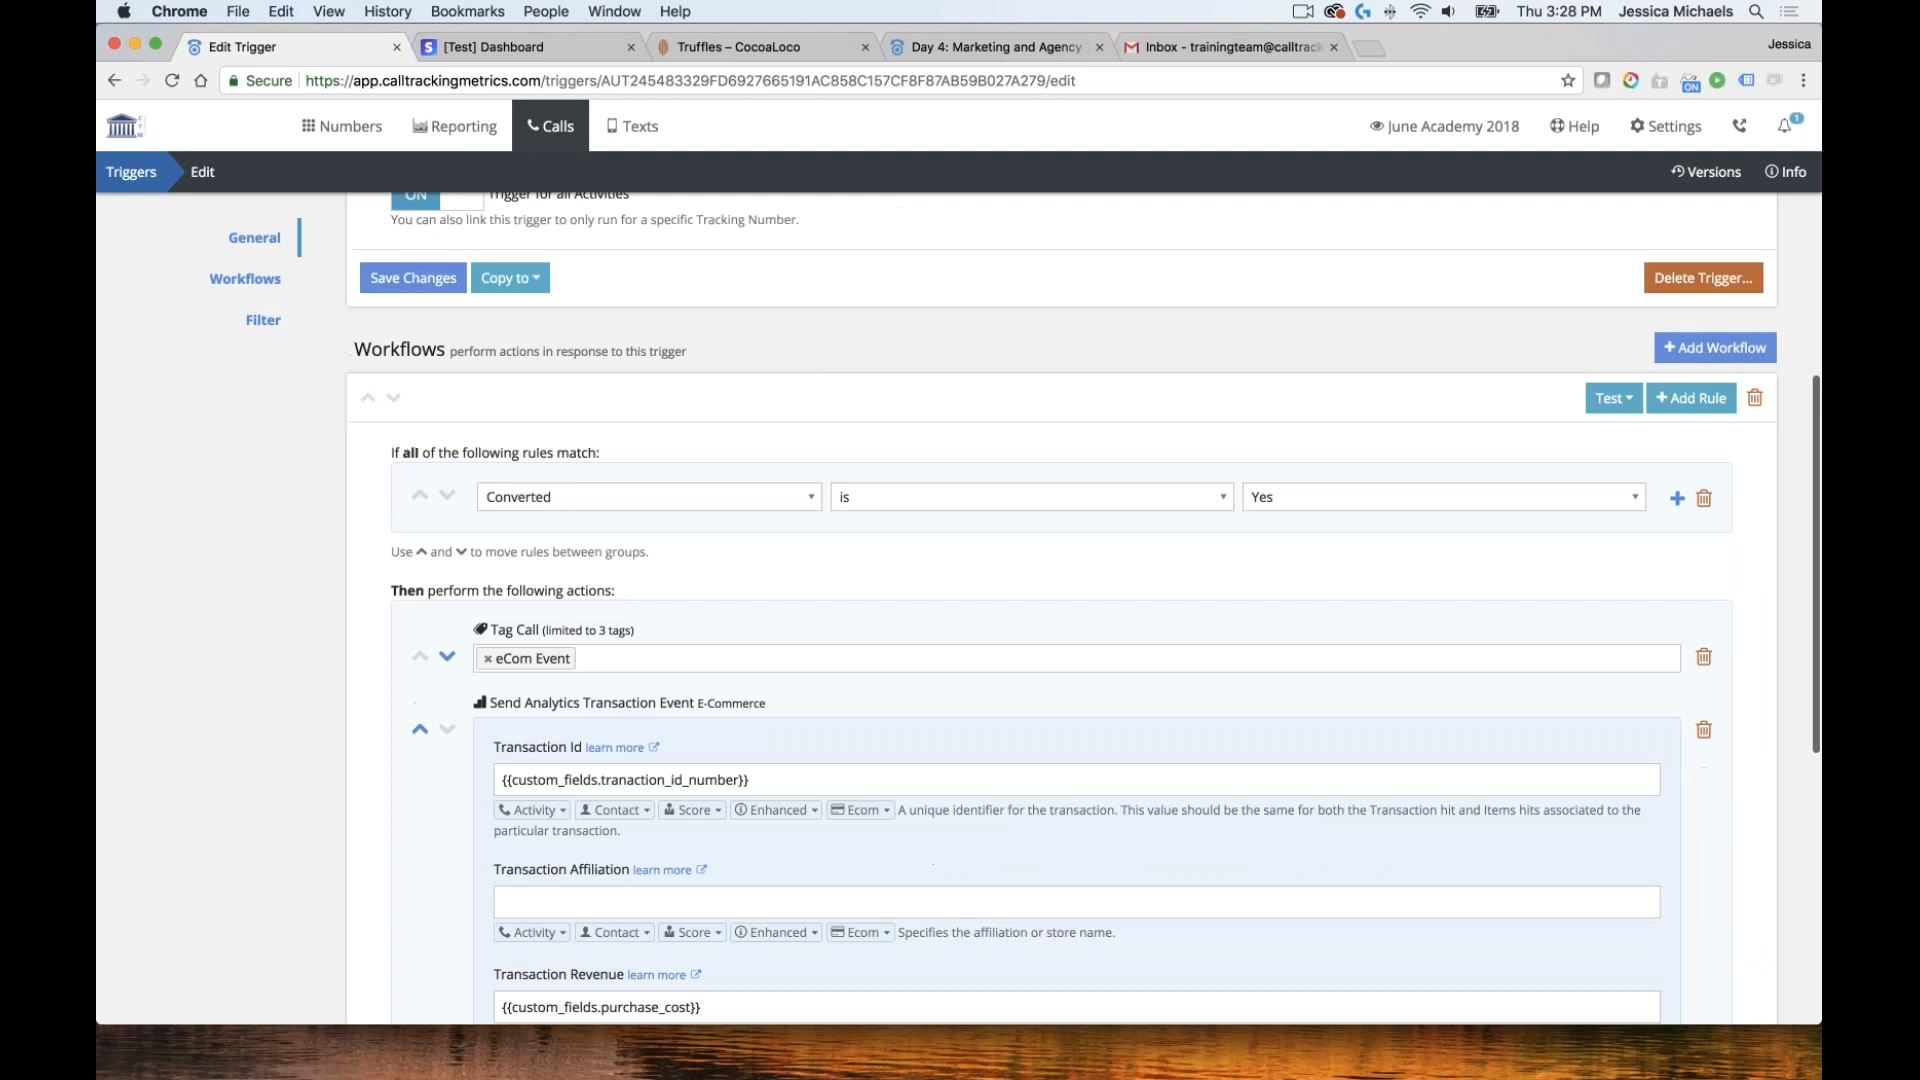 Chrome File Edit View History Bookmarks People Window Help Thu 3:28 PM Jessica Michaels
Edit Trigger × [Test] Dashboard × Truffles – CocoaLoco × Day 4: Marketing and Agency × Inbox - trainingteam@calltrack × Jessica
Secure https://app.calltrackingmetrics.com/triggers/AUT245483329FD6927665191AC858C157CF8F87AB59B027A279/edit ON
Numbers Reporting Calls Texts June Academy 2018 Help Settings 1
Triggers Edit Versions Info
ON Trigger for all Activities
You can also link this trigger to only run for a specific Tracking Number.
General
Workflows
Filter
Save Changes Copy to Delete Trigger...
Workflows perform actions in response to this trigger + Add Workflow
Test + Add Rule
If all of the following rules match:
Converted is Yes
Use and to move rules between groups.
Then perform the following actions:
Tag Call (limited to 3 tags)
× eCom Event
Send Analytics Transaction Event E-Commerce
Transaction Id learn more
{{custom_fields.tranaction_id_number}}
Activity Contact Score Enhanced Ecom A unique identifier for the transaction. This value should be the same for both the Transaction hit and Items hits associated to the
particular transaction.
Transaction Affiliation learn more
Activity Contact Score Enhanced Ecom Specifies the affiliation or store name.
Transaction Revenue learn more
{{custom_fields.purchase_cost}}